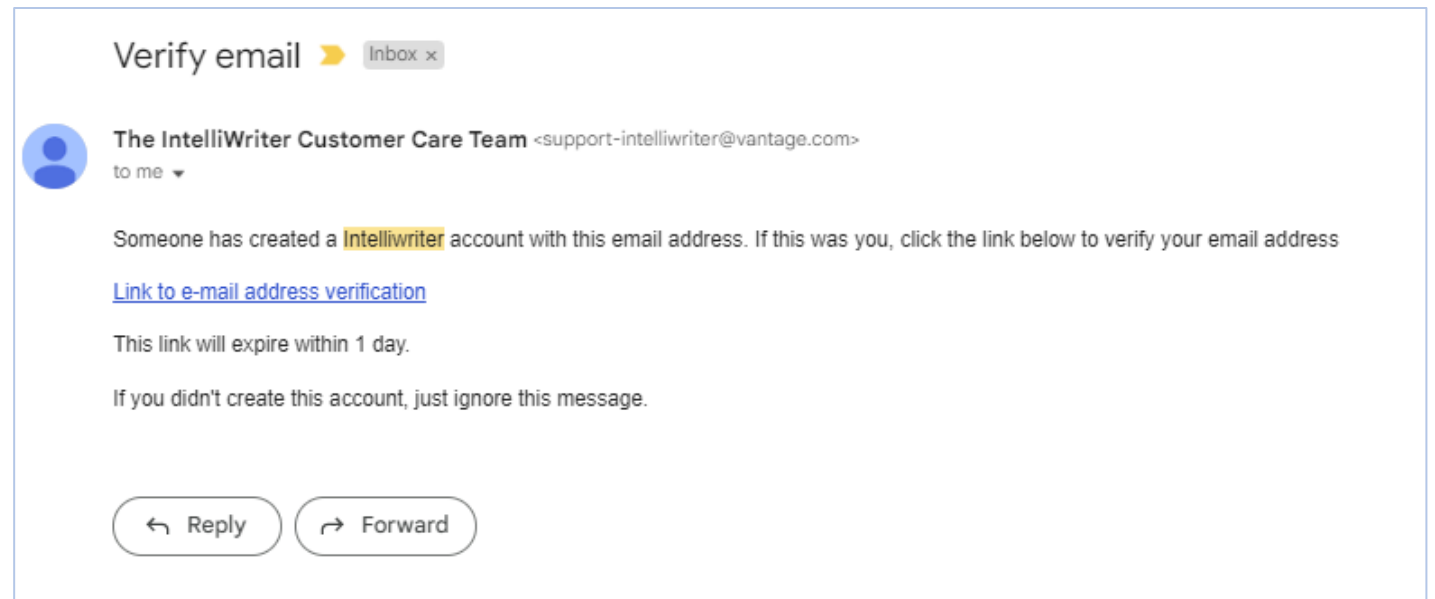 Verify email Inbox ×
The IntelliWriter Customer Care Team <support-intelliwriter@vantage.com>
to me
Someone has created a Intelliwriter account with this email address. If this was you, click the link below to verify your email address
Link to e-mail address verification
This link will expire within 1 day.
If you didn't create this account, just ignore this message.
Reply Forward